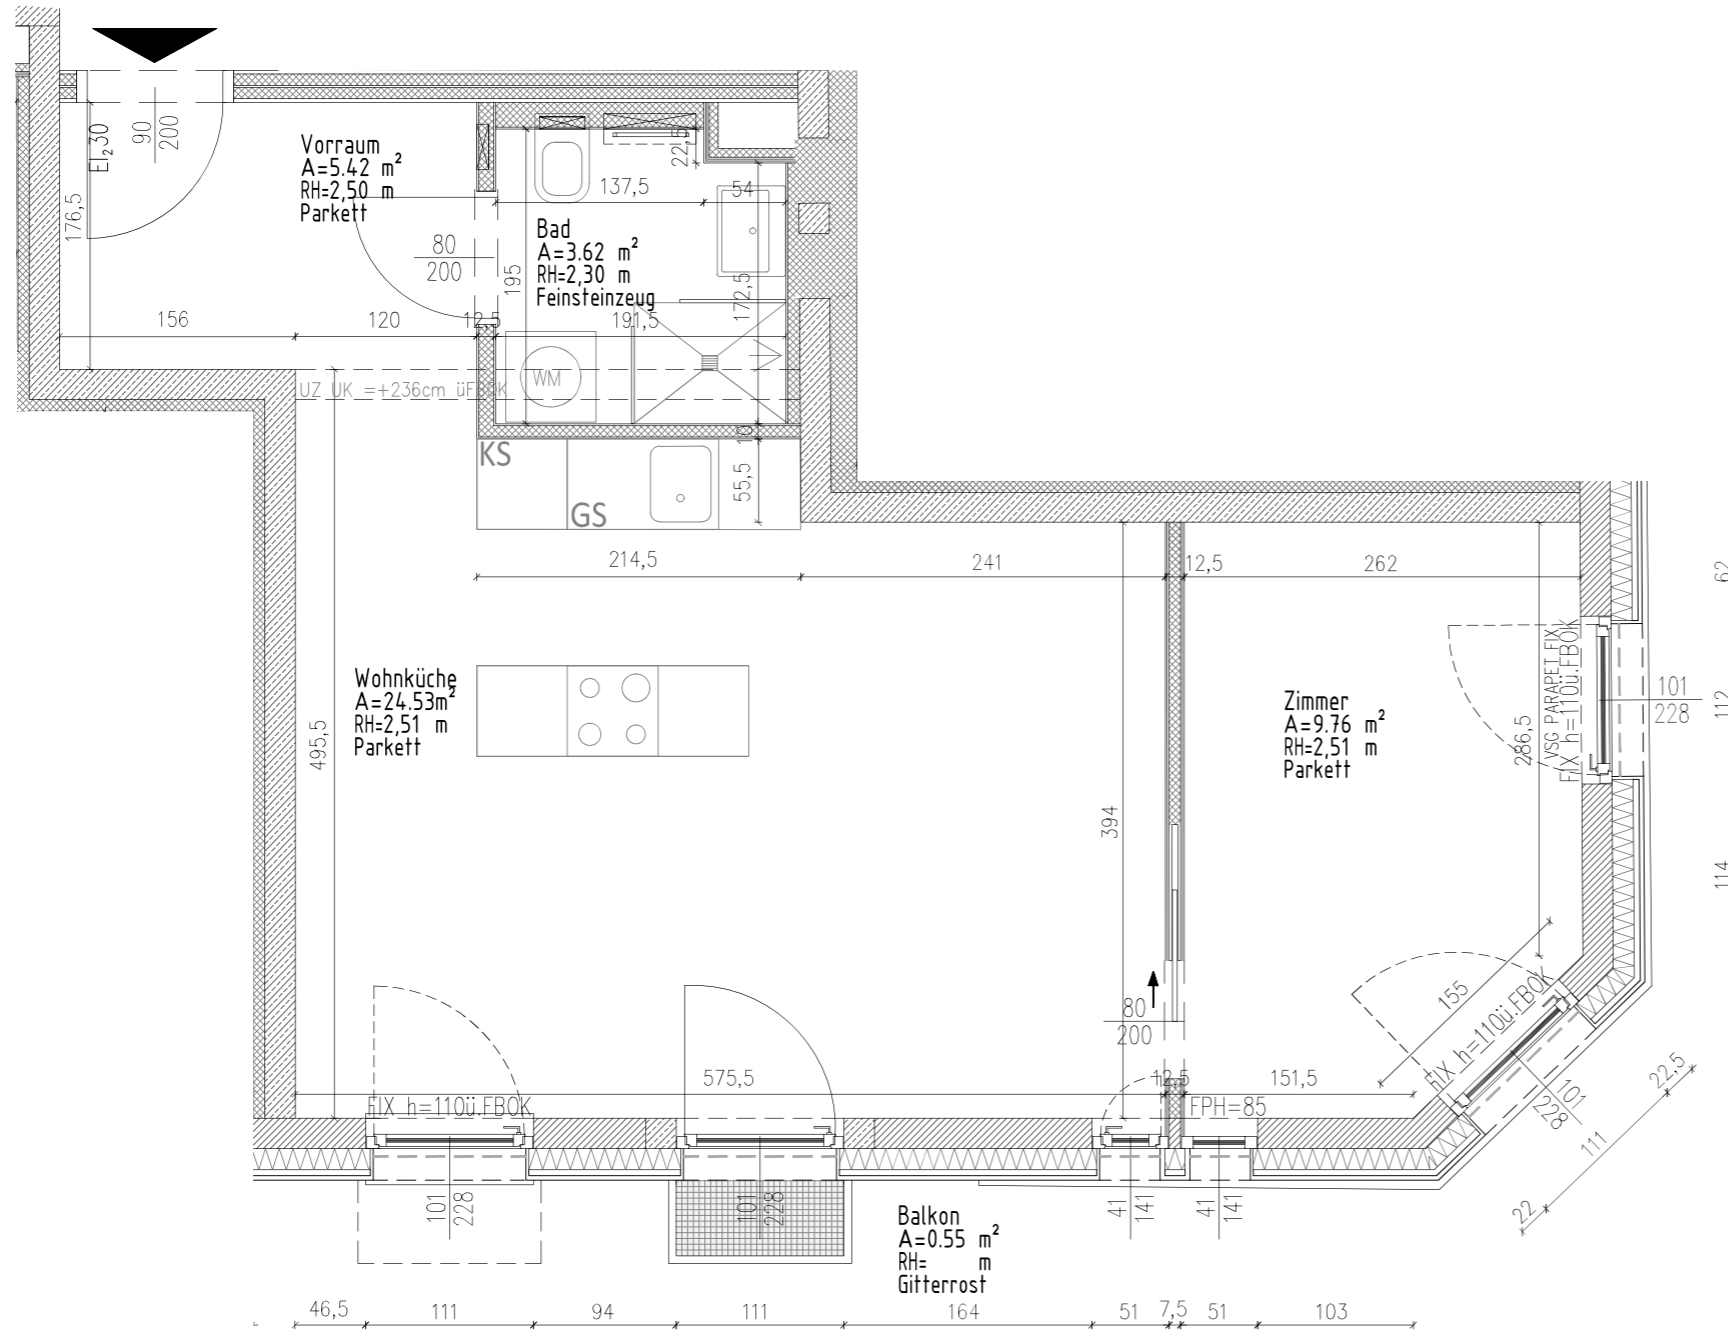 90
200
EI₂30
176,5
Vorraum
A=5.42 m²
RH=2,50 m
Parkett
22,5
137,5
54
Bad
A=3.62 m²
RH=2,30 m
Feinsteinzeug
80
200
195
172,5
156
120
12,5
191,5
WM
UZ UK =+236cm üFBOK
KS
10
GS
55,5
214,5
241
12,5
262
62
Wohnküche
A=24.53m²
RH=2,51 m
Parkett
495,5
Zimmer
A=9.76 m²
RH=2,51 m
Parkett
286,5
VSG PARAPET FIX
FIX h=110ü.FBOK
101
228
112
394
114
155
FIX h=110ü.FBOK
80
200
575,5
12,5
151,5
FIX h=110ü.FBOK
FPH=85
101
228
22,5
111
22
101
228
101
228
41
141
41
141
Balkon
A=0.55 m²
RH= m
Gitterrost
46,5
111
94
111
164
51
7,5
51
103